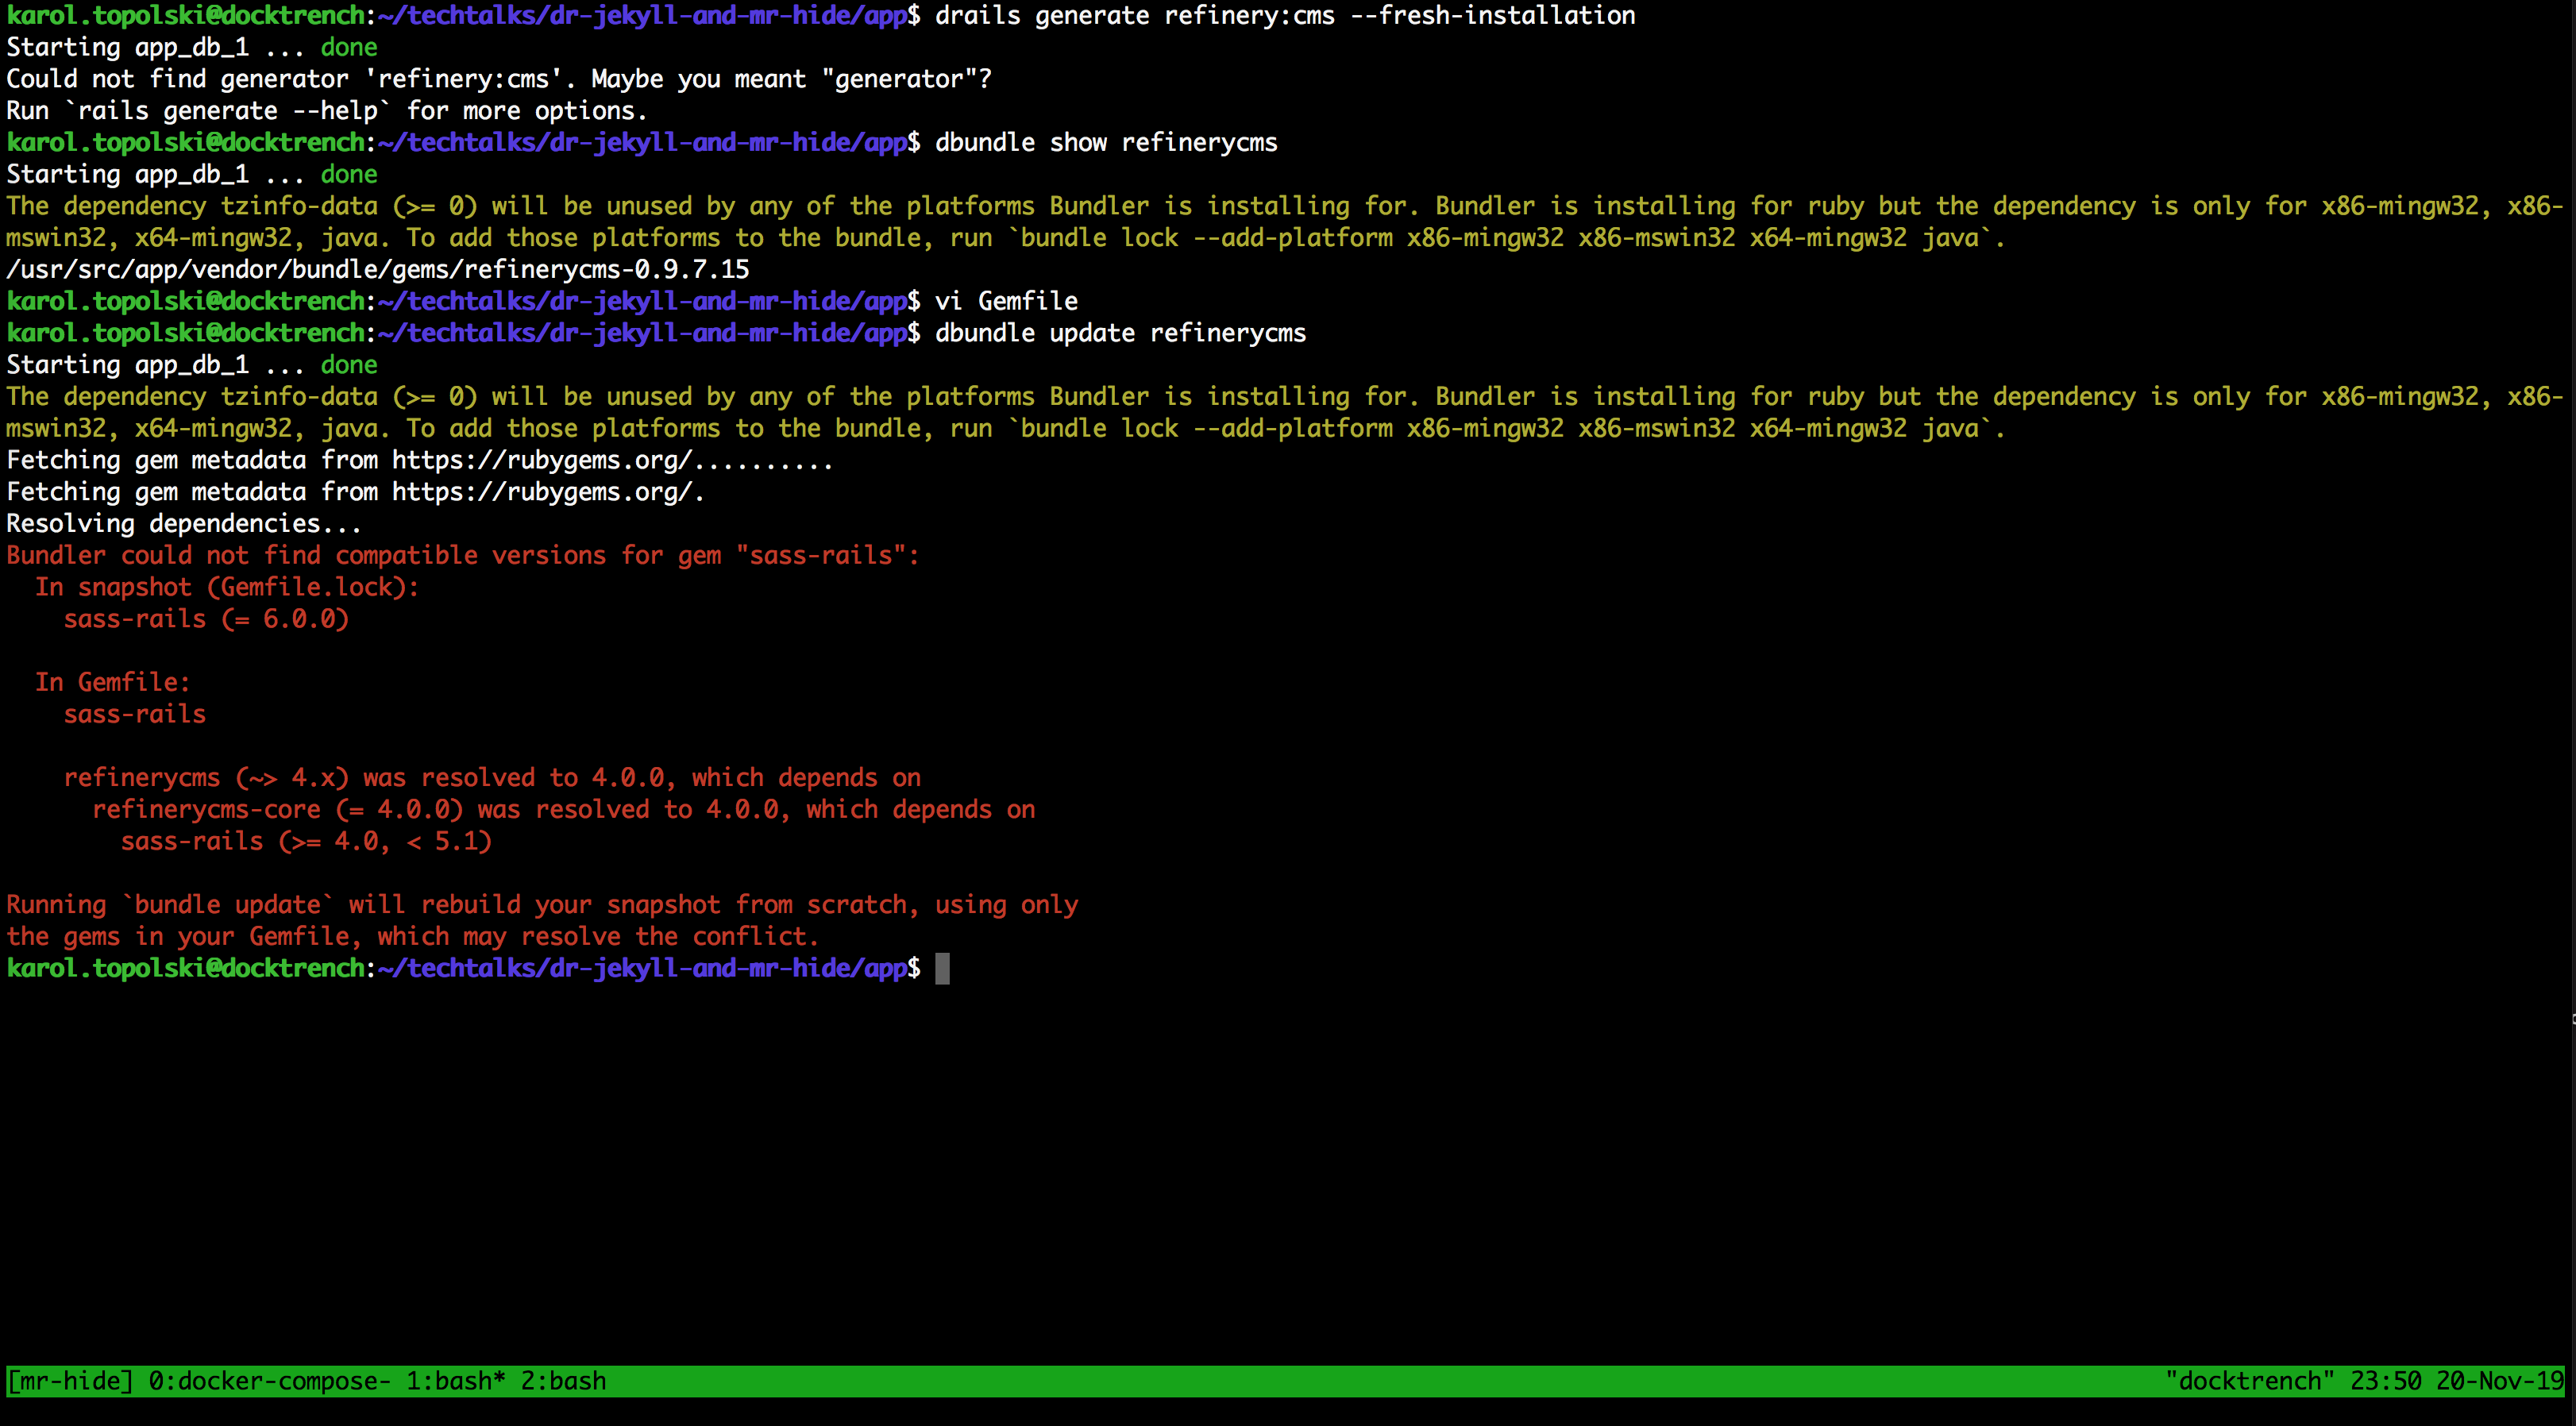 karol.topolski@docktrench:~/techtalks/dr-jekyll-and-mr-hide/app$ drails generate refinery:cms --fresh-installation
Starting app_db_1 ... done
Could not find generator 'refinery:cms'. Maybe you meant "generator"?
Run `rails generate --help` for more options.
karol.topolski@docktrench:~/techtalks/dr-jekyll-and-mr-hide/app$ dbundle show refinerycms
Starting app_db_1 ... done
The dependency tzinfo-data (>= 0) will be unused by any of the platforms Bundler is installing for. Bundler is installing for ruby but the dependency is only for x86-mingw32, x86-
mswin32, x64-mingw32, java. To add those platforms to the bundle, run `bundle lock --add-platform x86-mingw32 x86-mswin32 x64-mingw32 java`.
/usr/src/app/vendor/bundle/gems/refinerycms-0.9.7.15
karol.topolski@docktrench:~/techtalks/dr-jekyll-and-mr-hide/app$ vi Gemfile
karol.topolski@docktrench:~/techtalks/dr-jekyll-and-mr-hide/app$ dbundle update refinerycms
Starting app_db_1 ... done
The dependency tzinfo-data (>= 0) will be unused by any of the platforms Bundler is installing for. Bundler is installing for ruby but the dependency is only for x86-mingw32, x86-
mswin32, x64-mingw32, java. To add those platforms to the bundle, run `bundle lock --add-platform x86-mingw32 x86-mswin32 x64-mingw32 java`.
Fetching gem metadata from https://rubygems.org/..........
Fetching gem metadata from https://rubygems.org/.
Resolving dependencies...
Bundler could not find compatible versions for gem "sass-rails":
  In snapshot (Gemfile.lock):
    sass-rails (= 6.0.0)
  In Gemfile:
    sass-rails
    refinerycms (~> 4.x) was resolved to 4.0.0, which depends on
      refinerycms-core (= 4.0.0) was resolved to 4.0.0, which depends on
        sass-rails (>= 4.0, < 5.1)
Running `bundle update` will rebuild your snapshot from scratch, using only
the gems in your Gemfile, which may resolve the conflict.
karol.topolski@docktrench:~/techtalks/dr-jekyll-and-mr-hide/app$
[mr-hide] 0:docker-compose- 1:bash* 2:bash "docktrench" 23:50 20-Nov-19